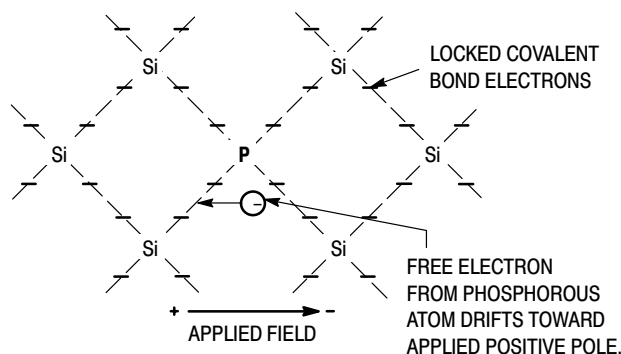 Si Si
LOCKED COVALENT
BOND ELECTRONS
Si P Si
–
Si Si
FREE ELECTRON
FROM PHOSPHOROUS
ATOM DRIFTS TOWARD
APPLIED POSITIVE POLE.
+ –
APPLIED FIELD